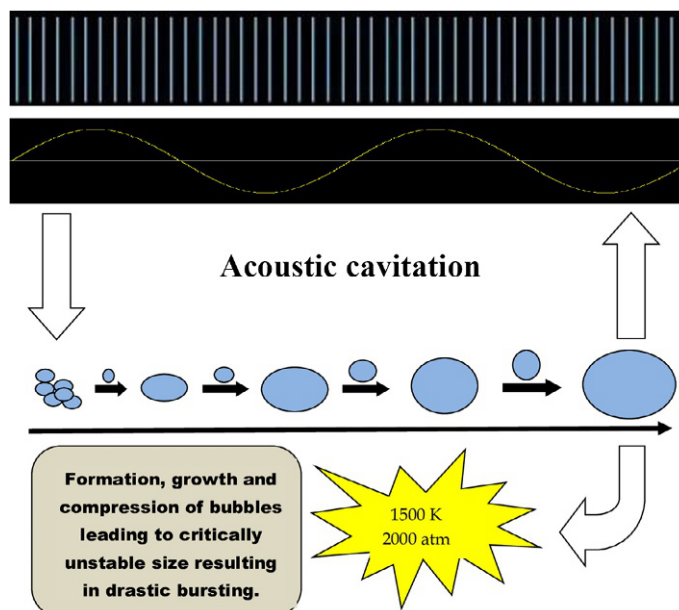 Acoustic cavitation
Formation, growth and
compression of bubbles
leading to critically
unstable size resulting
in drastic bursting.
1500 K
2000 atm